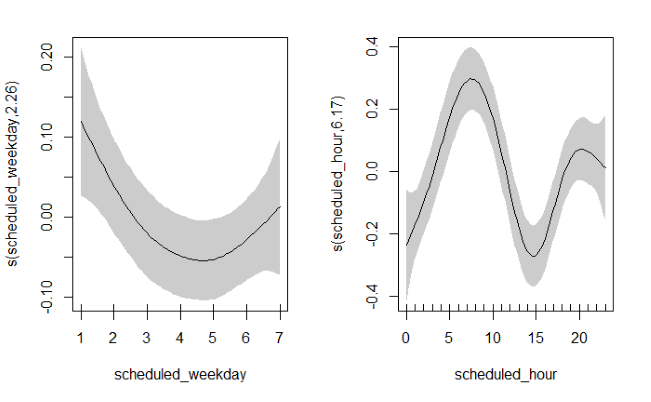 s(scheduled_weekday,2.26)
0.20
0.10
0.00
-0.10
1 2 3 4 5 6 7
scheduled_weekday
s(scheduled_hour,6.17)
0.4
0.2
0.0
-0.2
-0.4
0 5 10 15 20
scheduled_hour